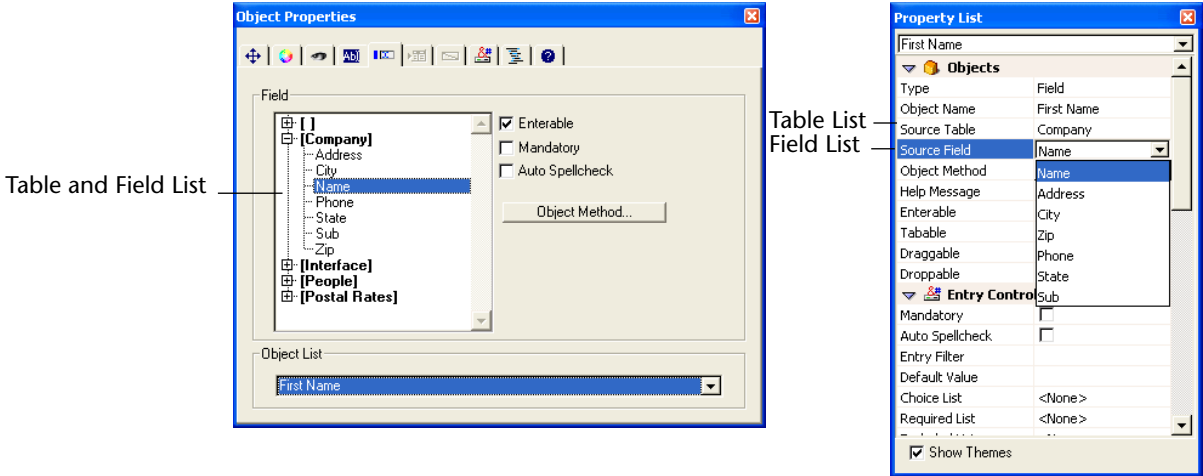 Table and Field List
Object Properties
Ab
Field
[ ]
[Company]
Address
City
Name
Phone
State
Sub
Zip
[Interface]
[People]
[Postal Rates]
Enterable
Mandatory
Auto Spellcheck
Object Method...
Object List
First Name
Table List
Field List
Property List
First Name
Objects
Type Field
Object Name First Name
Source Table Company
Source Field Name
Object Method Name
Help Message Address
Enterable City
Tabable Zip
Draggable Phone
Droppable State
Entry Contro Sub
Mandatory
Auto Spellcheck
Entry Filter
Default Value
Choice List <None>
Required List <None>
Show Themes